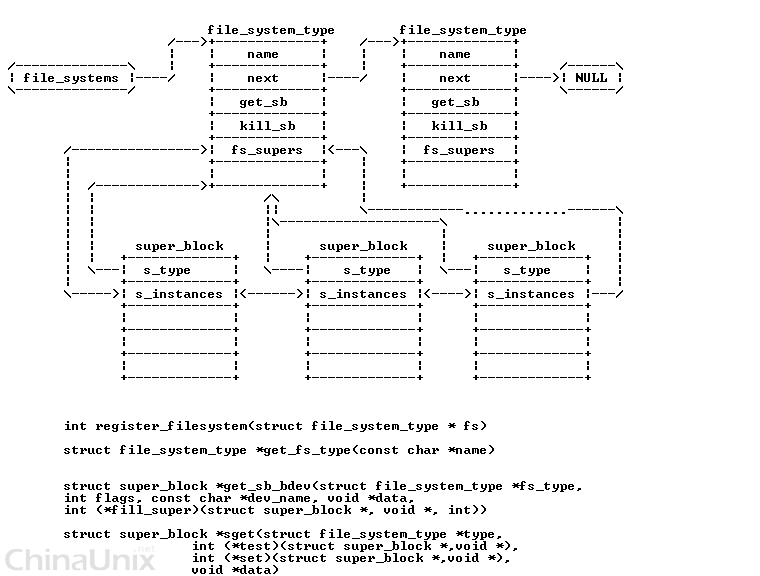 file_system_type file_system_type
name name
file_systems next next NULL
get_sb get_sb
kill_sb kill_sb
fs_supers fs_supers
super_block super_block super_block
s_type s_type s_type
s_instances s_instances s_instances
int register_filesystem(struct file_system_type * fs)
struct file_system_type *get_fs_type(const char *name)
struct super_block *get_sb_bdev(struct file_system_type *fs_type,
int flags, const char *dev_name, void *data,
int (*fill_super)(struct super_block *, void *, int))
struct super_block *sget(struct file_system_type *type,
int (*test)(struct super_block *,void *),
int (*set)(struct super_block *,void *),
void *data)
ChinaUnix.net